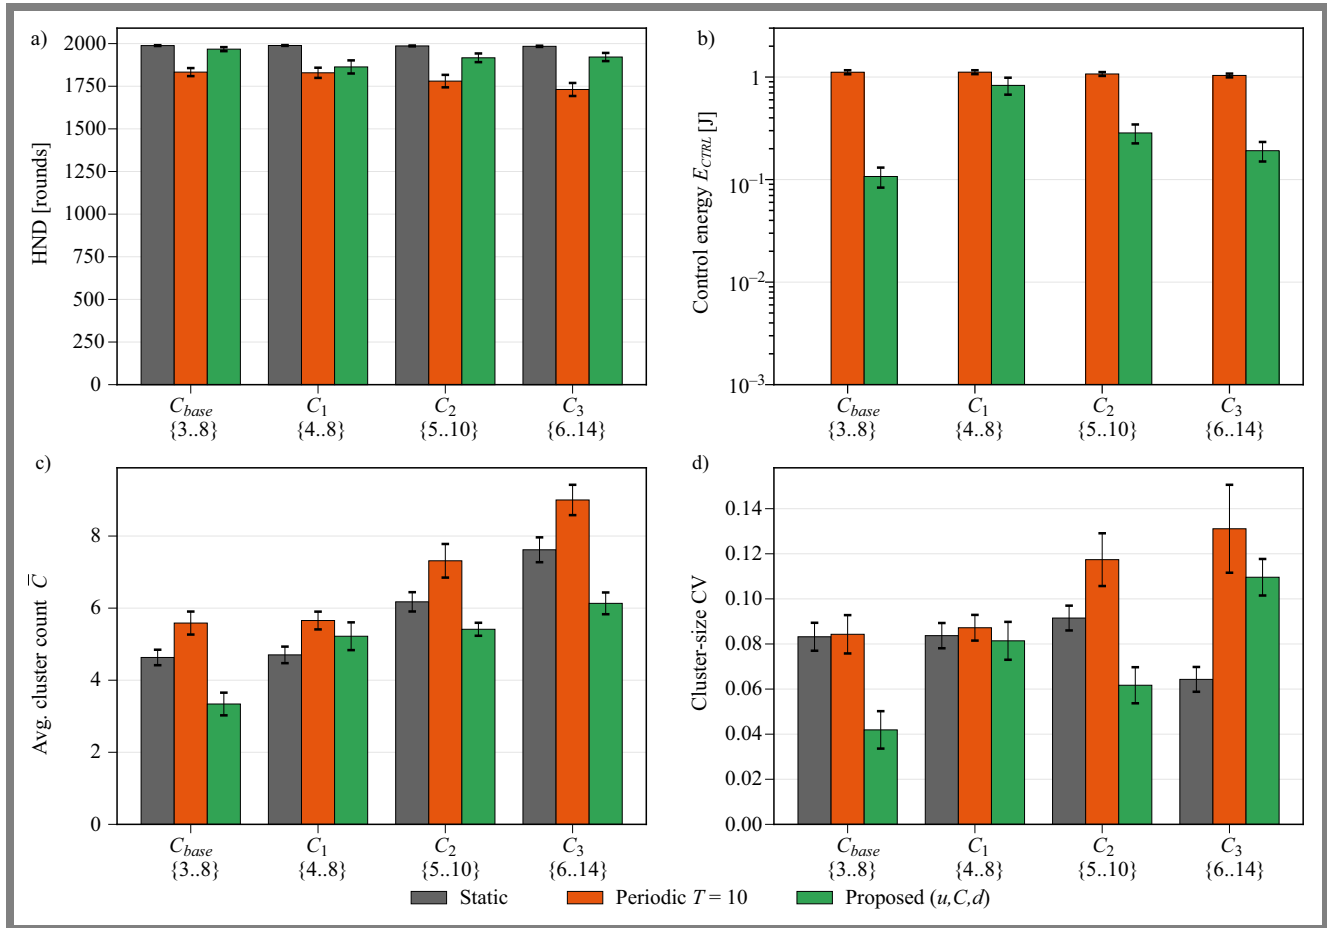 a)
HND [rounds]
2000
1750
1500
1250
1000
750
500
250
0
C_base C_1 C_2 C_3
{3..8} {4..8} {5..10} {6..14}
b)
Control energy E_CTRL [J]
1
10⁻¹
10⁻²
10⁻³
C_base C_1 C_2 C_3
{3..8} {4..8} {5..10} {6..14}
c)
Avg. cluster count C̅
8
6
4
2
0
C_base C_1 C_2 C_3
{3..8} {4..8} {5..10} {6..14}
d)
Cluster-size CV
0.14
0.12
0.10
0.08
0.06
0.04
0.02
0.00
C_base C_1 C_2 C_3
{3..8} {4..8} {5..10} {6..14}
Static Periodic T = 10 Proposed (u,C,d)